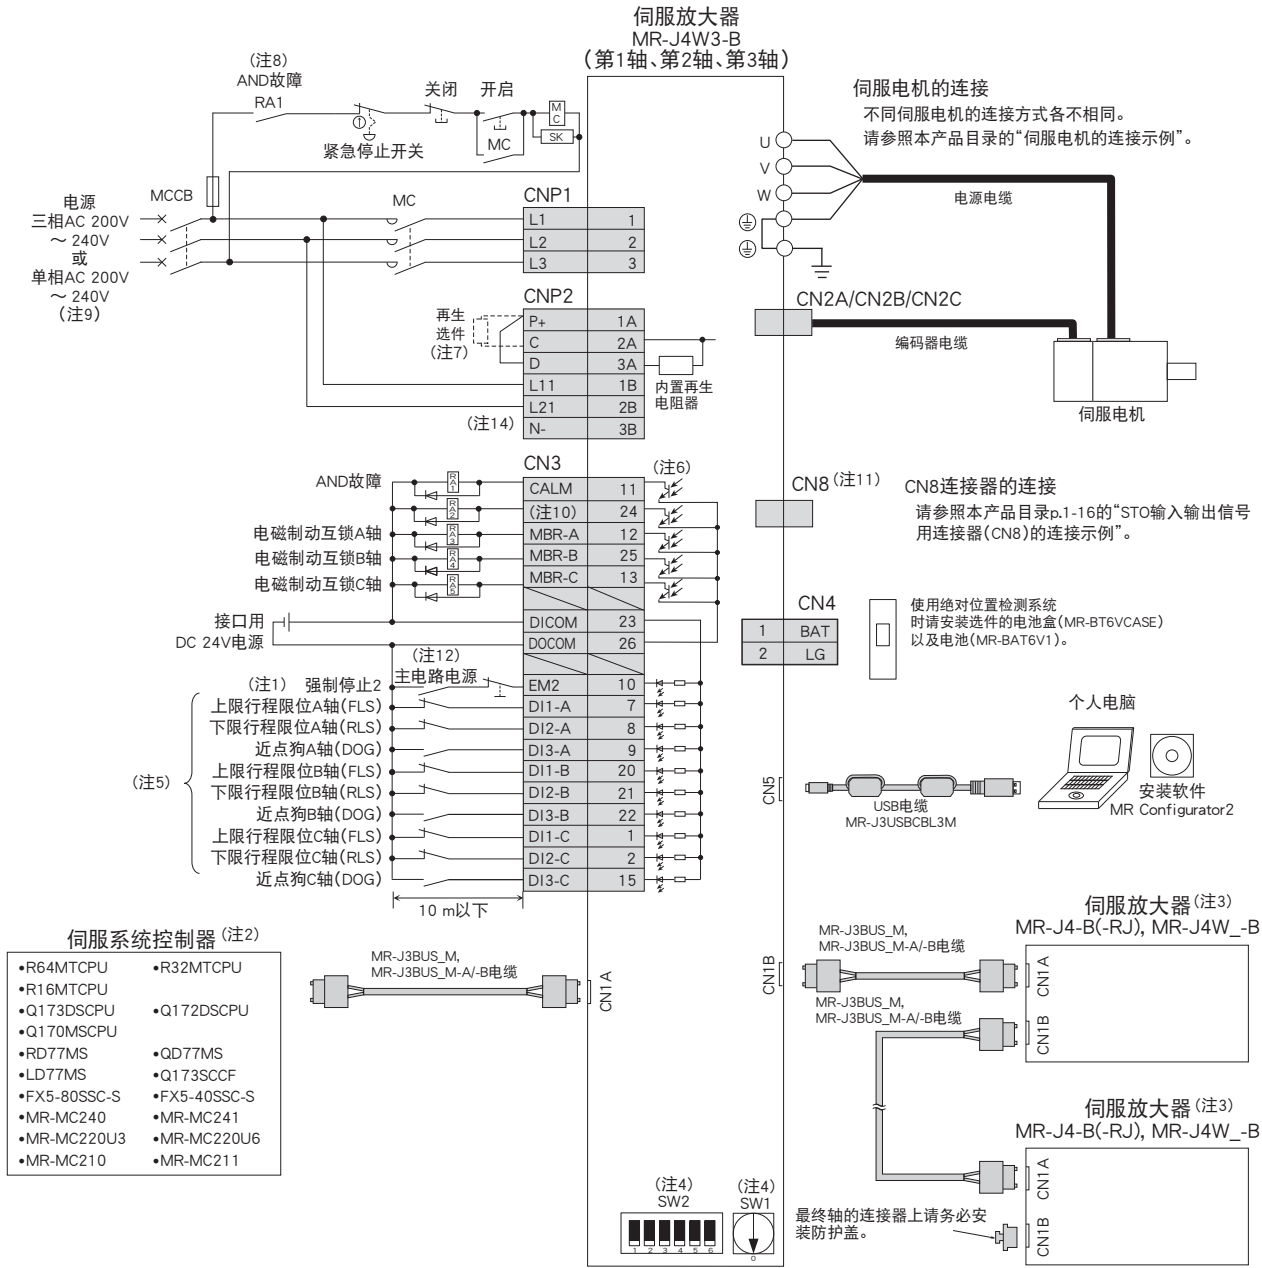 伺服放大器
MR-J4W3-B
（第1轴、第2轴、第3轴）
（注8）
AND故障
RA1
关闭
开启
MC
SK
MC
紧急停止开关
伺服电机的连接
不同伺服电机的连接方式各不相同。
请参照本产品目录的“伺服电机的连接示例”。
U
V
W
电源电缆
电源
三相AC 200V
～ 240V
或
单相AC 200V
～ 240V
（注9）
MCCB
MC
CNP1
L1 1
L2 2
L3 3
CNP2
P+ 1A
C 2A
D 3A
L11 1B
L21 2B
N- 3B
再生
选件
（注7）
（注14）
内置再生
电阻器
CN2A/CN2B/CN2C
编码器电缆
伺服电机
CN3
（注6）
AND故障 RA1 CALM 11
RA2 （注10） 24
电磁制动互锁A轴 RA3 MBR-A 12
电磁制动互锁B轴 RA4 MBR-B 25
电磁制动互锁C轴 RA5 MBR-C 13
接口用
DC 24V电源
DICOM 23
DOCOM 26
（注12）
主电路电源
（注1） 强制停止2 EM2 10
上限行程限位A轴（FLS） DI1-A 7
下限行程限位A轴（RLS） DI2-A 8
近点狗A轴（DOG） DI3-A 9
上限行程限位B轴（FLS） DI1-B 20
下限行程限位B轴（RLS） DI2-B 21
近点狗B轴（DOG） DI3-B 22
上限行程限位C轴（FLS） DI1-C 1
下限行程限位C轴（RLS） DI2-C 2
近点狗C轴（DOG） DI3-C 15
（注5）
10 m以下
CN8（注11）
CN8连接器的连接
请参照本产品目录p.1-16的“STO输入输出信号
用连接器（CN8）的连接示例”。
CN4
1 BAT
2 LG
使用绝对位置检测系统
时请安装选件的电池盒（MR-BT6VCASE）
以及电池（MR-BAT6V1）。
个人电脑
CN5
USB电缆
MR-J3USBCBL3M
安装软件
MR Configurator2
伺服系统控制器（注2）
•R64MTCPU •R32MTCPU
•R16MTCPU
•Q173DSCPU •Q172DSCPU
•Q170MSCPU
•RD77MS •QD77MS
•LD77MS •Q173SCCF
•FX5-80SSC-S •FX5-40SSC-S
•MR-MC240 •MR-MC241
•MR-MC220U3 •MR-MC220U6
•MR-MC210 •MR-MC211
MR-J3BUS_M,
MR-J3BUS_M-A/-B电缆
CN1A
CN1B
MR-J3BUS_M,
MR-J3BUS_M-A/-B电缆
MR-J3BUS_M,
MR-J3BUS_M-A/-B电缆
伺服放大器（注3）
MR-J4-B(-RJ), MR-J4W_-B
CN1A
CN1B
伺服放大器（注3）
MR-J4-B(-RJ), MR-J4W_-B
CN1A
CN1B
最终轴的连接器上请务必安
装防护盖。
（注4）
SW2
1 2 3 4 5 6
（注4）
SW1
0